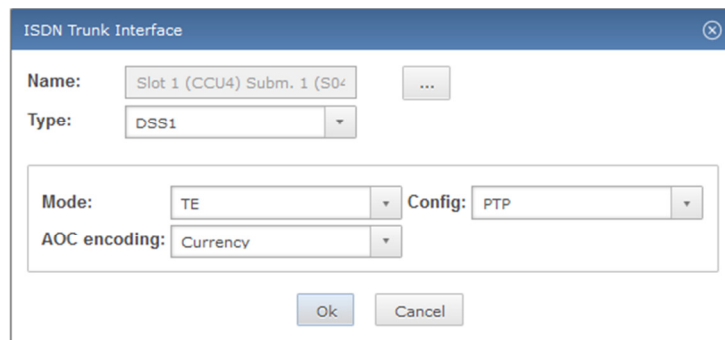 ISDN Trunk Interface
Name: Slot 1 (CCU4) Subm. 1 (S04 ...
Type: DSS1
Mode: TE Config: PTP
AOC encoding: Currency
Ok Cancel